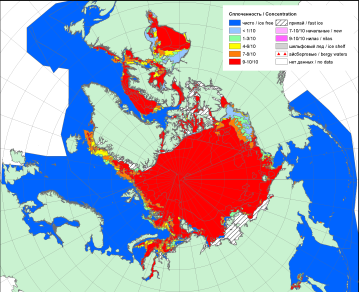 Сплоченность / Concentration
чисто / ice free
< 1/10
1-3/10
4-6/10
7-8/10
9-10/10
припай / fast ice
1-10/10 начальные / new
9-10/10 нилас / nilas
шельфовый лед / ice shelf
айсберговые / bergy waters
нет данных / no data